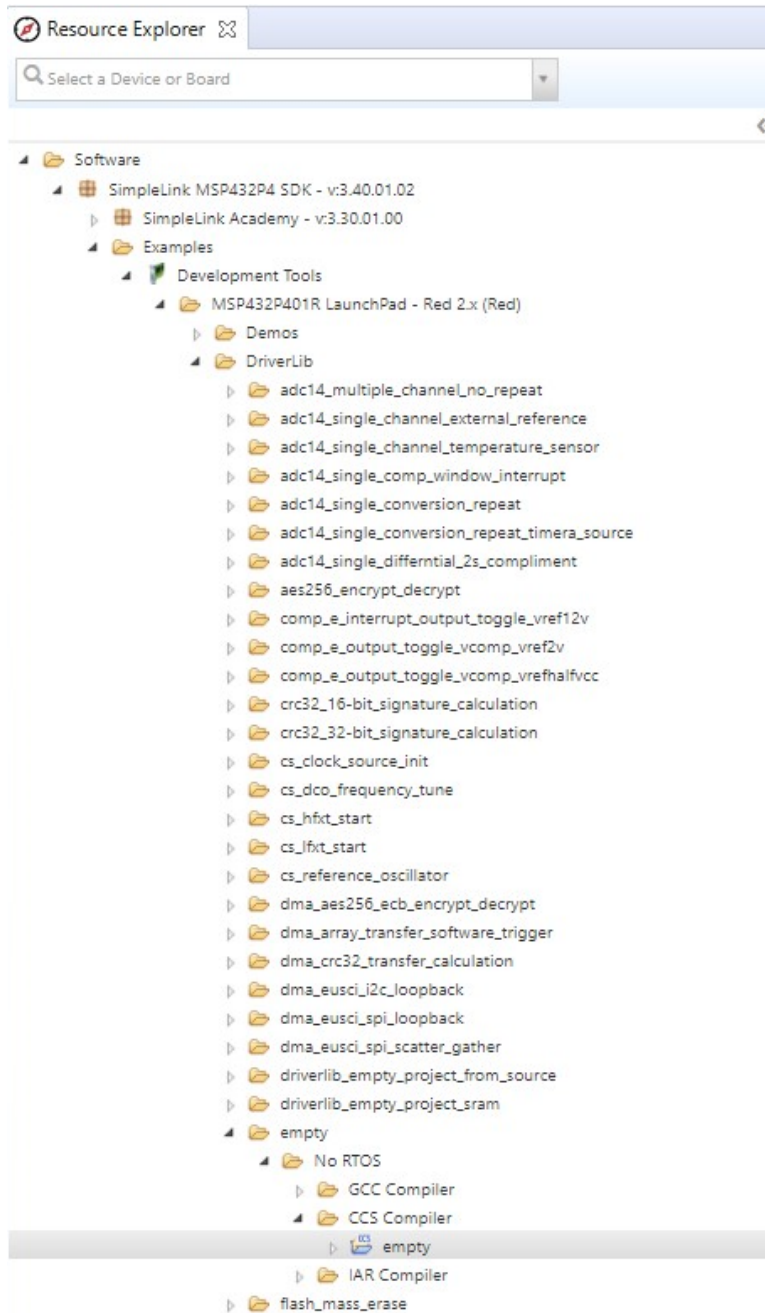 Resource Explorer
Select a Device or Board
Software
SimpleLink MSP432P4 SDK - v:3.40.01.02
SimpleLink Academy - v:3.30.01.00
Examples
Development Tools
MSP432P401R LaunchPad - Red 2.x (Red)
Demos
DriverLib
adc14_multiple_channel_no_repeat
adc14_single_channel_external_reference
adc14_single_channel_temperature_sensor
adc14_single_comp_window_interrupt
adc14_single_conversion_repeat
adc14_single_conversion_repeat_timera_source
adc14_single_differntial_2s_compliment
aes256_encrypt_decrypt
comp_e_interrupt_output_toggle_vref12v
comp_e_output_toggle_vcomp_vref2v
comp_e_output_toggle_vcomp_vrefhalfvcc
crc32_16-bit_signature_calculation
crc32_32-bit_signature_calculation
cs_clock_source_init
cs_dco_frequency_tune
cs_hfxt_start
cs_lfxt_start
cs_reference_oscillator
dma_aes256_ecb_encrypt_decrypt
dma_array_transfer_software_trigger
dma_crc32_transfer_calculation
dma_eusci_i2c_loopback
dma_eusci_spi_loopback
dma_eusci_spi_scatter_gather
driverlib_empty_project_from_source
driverlib_empty_project_sram
empty
No RTOS
GCC Compiler
CCS Compiler
empty
IAR Compiler
flash_mass_erase